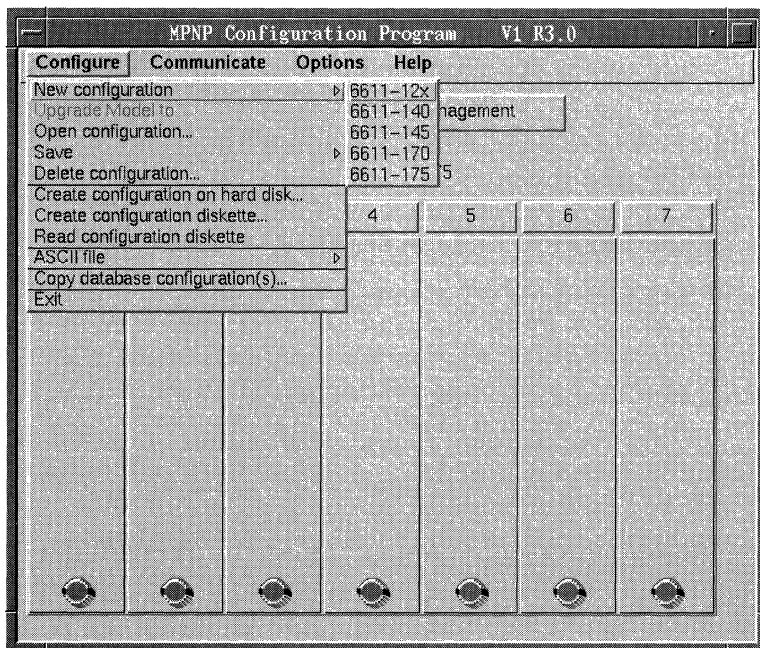 MPNP Configuration Program V1 R3.0
Configure Communicate Options Help
New configuration
Upgrade Model to
Open configuration...
Save
Delete configuration...
Create configuration on hard disk...
Create configuration diskette...
Read configuration diskette
ASCII file
Copy database configuration(s)...
Exit
6611-12x
6611-140
6611-145
6611-170
6611-175
nagement
75
4 5 6 7